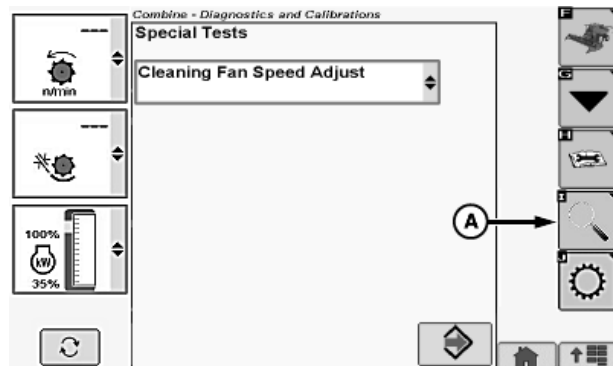 Combine - Diagnostics and Calibrations
Special Tests
Cleaning Fan Speed Adjust
---
n/min
---
100%
kW
35%
F
G
H
I
A